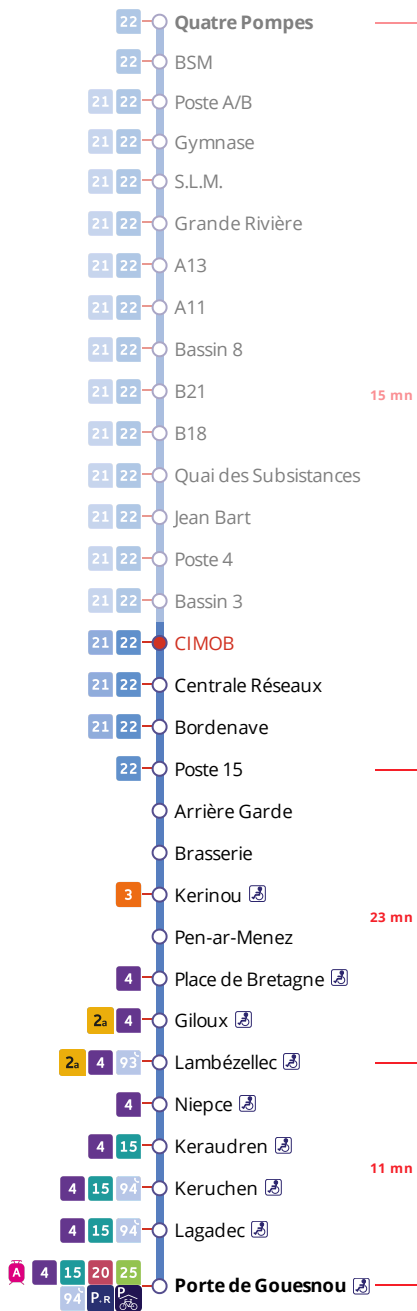 22 Quatre Pompes
22 BSM
21 22 Poste A/B
21 22 Gymnase
21 22 S.L.M.
21 22 Grande Rivière
21 22 A13
21 22 A11
21 22 Bassin 8
21 22 B21
15 mn
21 22 B18
21 22 Quai des Subsistances
21 22 Jean Bart
21 22 Poste 4
21 22 Bassin 3
21 22 CIMOB
21 22 Centrale Réseaux
21 22 Bordenave
22 Poste 15
Arrière Garde
Brasserie
3 Kerinou
23 mn
Pen-ar-Menez
4 Place de Bretagne
2a 4 Giloux
2a 4 93 Lambézellec
4 Niepce
4 15 Keraudren
11 mn
4 15 94 Keruchen
4 15 94 Lagadec
A 4 15 20 25
Porte de Gouesnou
94 P.R P